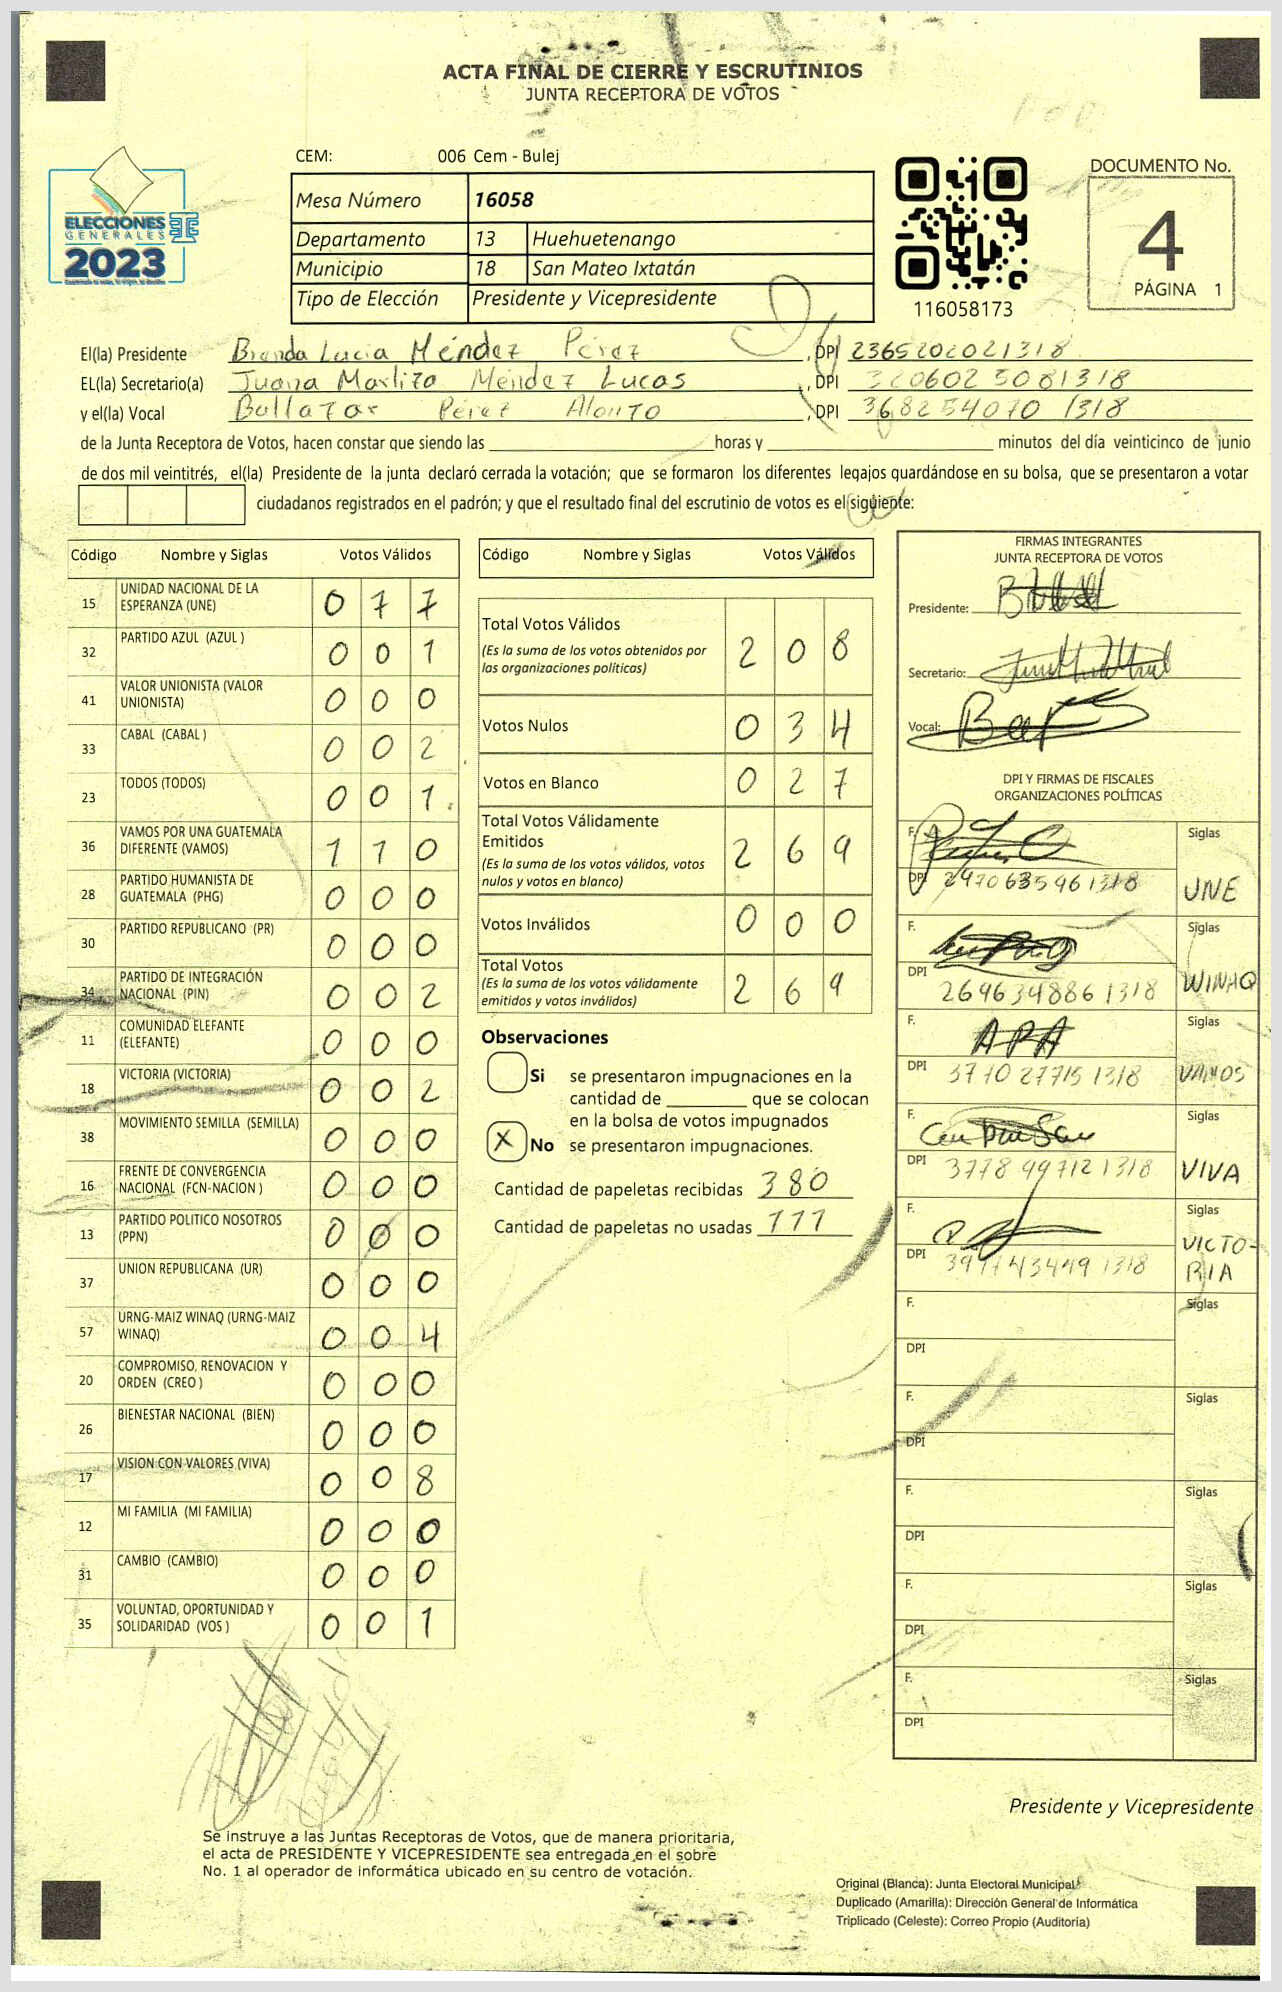 ACTA FINAL DE CIERRE Y ESCRUTINIOS
JUNTA RECEPTORA DE VOTOS
CEM: 006 Cem - Bulej
ELECCIONES
GENERALES
2023
Mesa Número 16058
Departamento 13 Huehuetenango
Municipio 18 San Mateo Ixtatán
Tipo de Elección Presidente y Vicepresidente
116058173
DOCUMENTO No.
4
PÁGINA 1
El(la) Presidente Brenda Lucia Méndez Pérez, DPI 2365202021318
EL(la) Secretario(a) Juana Marliza Méndez Lucas, DPI 3206025081318
y el(la) Vocal Baltazar Pérez Alonzo, DPI 368254070 1318
de la Junta Receptora de Votos, hacen constar que siendo las horas y minutos del día veinticinco de junio
de dos mil veintitrés, el(la) Presidente de la junta declaró cerrada la votación; que se formaron los diferentes legajos guardándose en su bolsa, que se presentaron a votar
ciudadanos registrados en el padrón; y que el resultado final del escrutinio de votos es el siguiente:
Código Nombre y Siglas Votos Válidos
15 UNIDAD NACIONAL DE LA ESPERANZA (UNE) 0 7 7
32 PARTIDO AZUL (AZUL ) 0 0 1
41 VALOR UNIONISTA (VALOR UNIONISTA) 0 0 0
33 CABAL (CABAL ) 0 0 2
23 TODOS (TODOS) 0 0 1
36 VAMOS POR UNA GUATEMALA DIFERENTE (VAMOS) 1 1 0
28 PARTIDO HUMANISTA DE GUATEMALA (PHG) 0 0 0
30 PARTIDO REPUBLICANO (PR) 0 0 0
34 PARTIDO DE INTEGRACIÓN NACIONAL (PIN) 0 0 2
11 COMUNIDAD ELEFANTE (ELEFANTE) 0 0 0
18 VICTORIA (VICTORIA) 0 0 2
38 MOVIMIENTO SEMILLA (SEMILLA) 0 0 0
16 FRENTE DE CONVERGENCIA NACIONAL (FCN-NACION ) 0 0 0
13 PARTIDO POLITICO NOSOTROS (PPN) 0 0 0
37 UNION REPUBLICANA (UR) 0 0 0
57 URNG-MAIZ WINAQ (URNG-MAIZ WINAQ) 0 0 4
20 COMPROMISO, RENOVACION Y ORDEN (CREO ) 0 0 0
26 BIENESTAR NACIONAL (BIEN) 0 0 0
17 VISION CON VALORES (VIVA) 0 0 8
12 MI FAMILIA (MI FAMILIA) 0 0 0
31 CAMBIO (CAMBIO) 0 0 0
35 VOLUNTAD, OPORTUNIDAD Y SOLIDARIDAD (VOS ) 0 0 1
Código Nombre y Siglas Votos Válidos
Total Votos Válidos 2 0 8
(Es la suma de los votos obtenidos por las organizaciones políticas)
Votos Nulos 0 3 4
Votos en Blanco 0 2 7
Total Votos Válidamente Emitidos 2 6 9
(Es la suma de los votos válidos, votos nulos y votos en blanco)
Votos Inválidos 0 0 0
Total Votos 2 6 9
(Es la suma de los votos válidamente emitidos y votos inválidos)
Observaciones
Si se presentaron impugnaciones en la
cantidad de que se colocan
en la bolsa de votos impugnados
X No se presentaron impugnaciones.
Cantidad de papeletas recibidas 380
Cantidad de papeletas no usadas 111
FIRMAS INTEGRANTES
JUNTA RECEPTORA DE VOTOS
Presidente:
Secretario:
Vocal:
DPI Y FIRMAS DE FISCALES
ORGANIZACIONES POLÍTICAS
F. Siglas
DPI 2470635961318 UNE
F. Siglas
DPI 2696348861318 WINAQ
F. APA Siglas
DPI 3710277151318 VAMOS
F. Siglas
DPI 3778997121318 VIVA
F. Siglas
DPI 3977434491318 VICTO-
RIA
F. Siglas
DPI
F. Siglas
DPI
F. Siglas
DPI
F. Siglas
DPI
F. Siglas
DPI
Presidente y Vicepresidente
Se instruye a las Juntas Receptoras de Votos, que de manera prioritaria,
el acta de PRESIDENTE Y VICEPRESIDENTE sea entregada en el sobre
No. 1 al operador de informática ubicado en su centro de votación.
Original (Blanca): Junta Electoral Municipal
Duplicado (Amarilla): Dirección General de Informática
Triplicado (Celeste): Correo Propio (Auditoría)